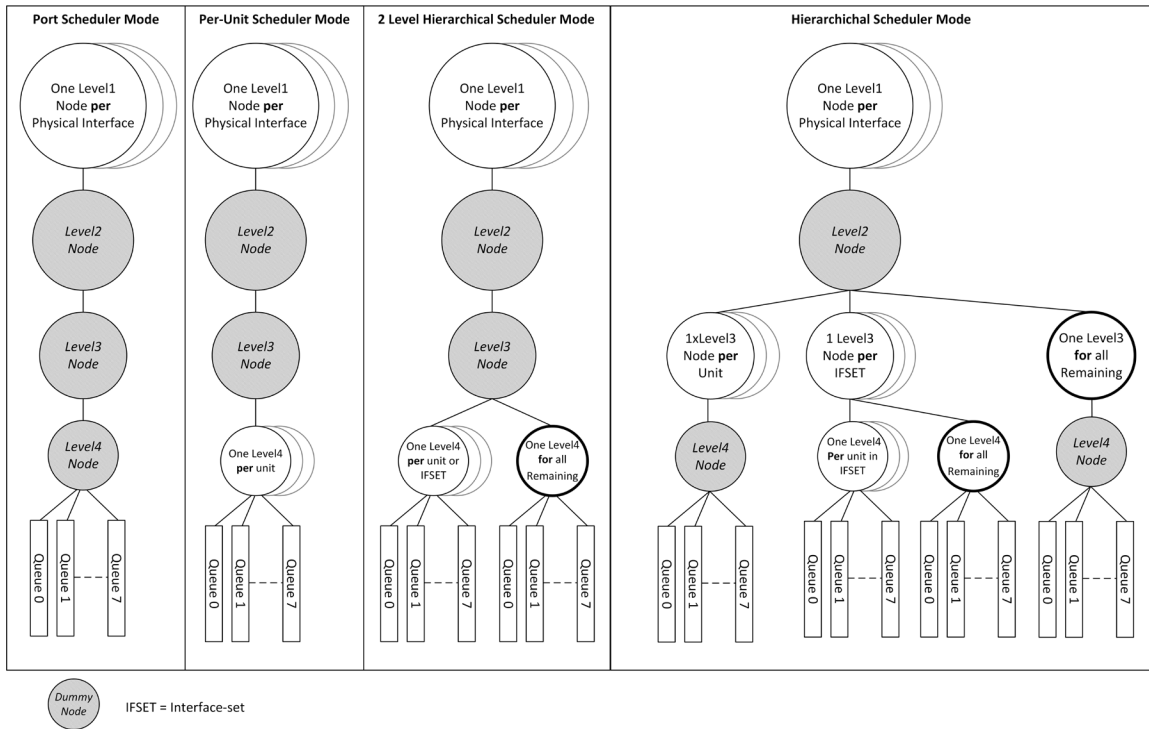 Port Scheduler Mode
One Level1
Node per
Physical Interface
Level2
Node
Level3
Node
Level4
Node
Queue 0
Queue 1
Queue 7
Per-Unit Scheduler Mode
One Level1
Node per
Physical Interface
Level2
Node
Level3
Node
One Level4
per unit
Queue 0
Queue 1
Queue 7
2 Level Hierarchical Scheduler Mode
One Level1
Node per
Physical Interface
Level2
Node
Level3
Node
One Level4
per unit or
IFSET
One Level4
for all
Remaining
Queue 0
Queue 1
Queue 7
Queue 0
Queue 1
Queue 7
Hierarchichal Scheduler Mode
One Level1
Node per
Physical Interface
Level2
Node
1xLevel3
Node per
Unit
1 Level3
Node per
IFSET
One Level3
for all
Remaining
Level4
Node
One Level4
Per unit in
IFSET
One Level4
for all
Remaining
Level4
Node
Queue 0
Queue 1
Queue 7
Queue 0
Queue 1
Queue 7
Queue 0
Queue 1
Queue 7
Queue 0
Queue 1
Queue 7
Dummy
Node
IFSET = Interface-set